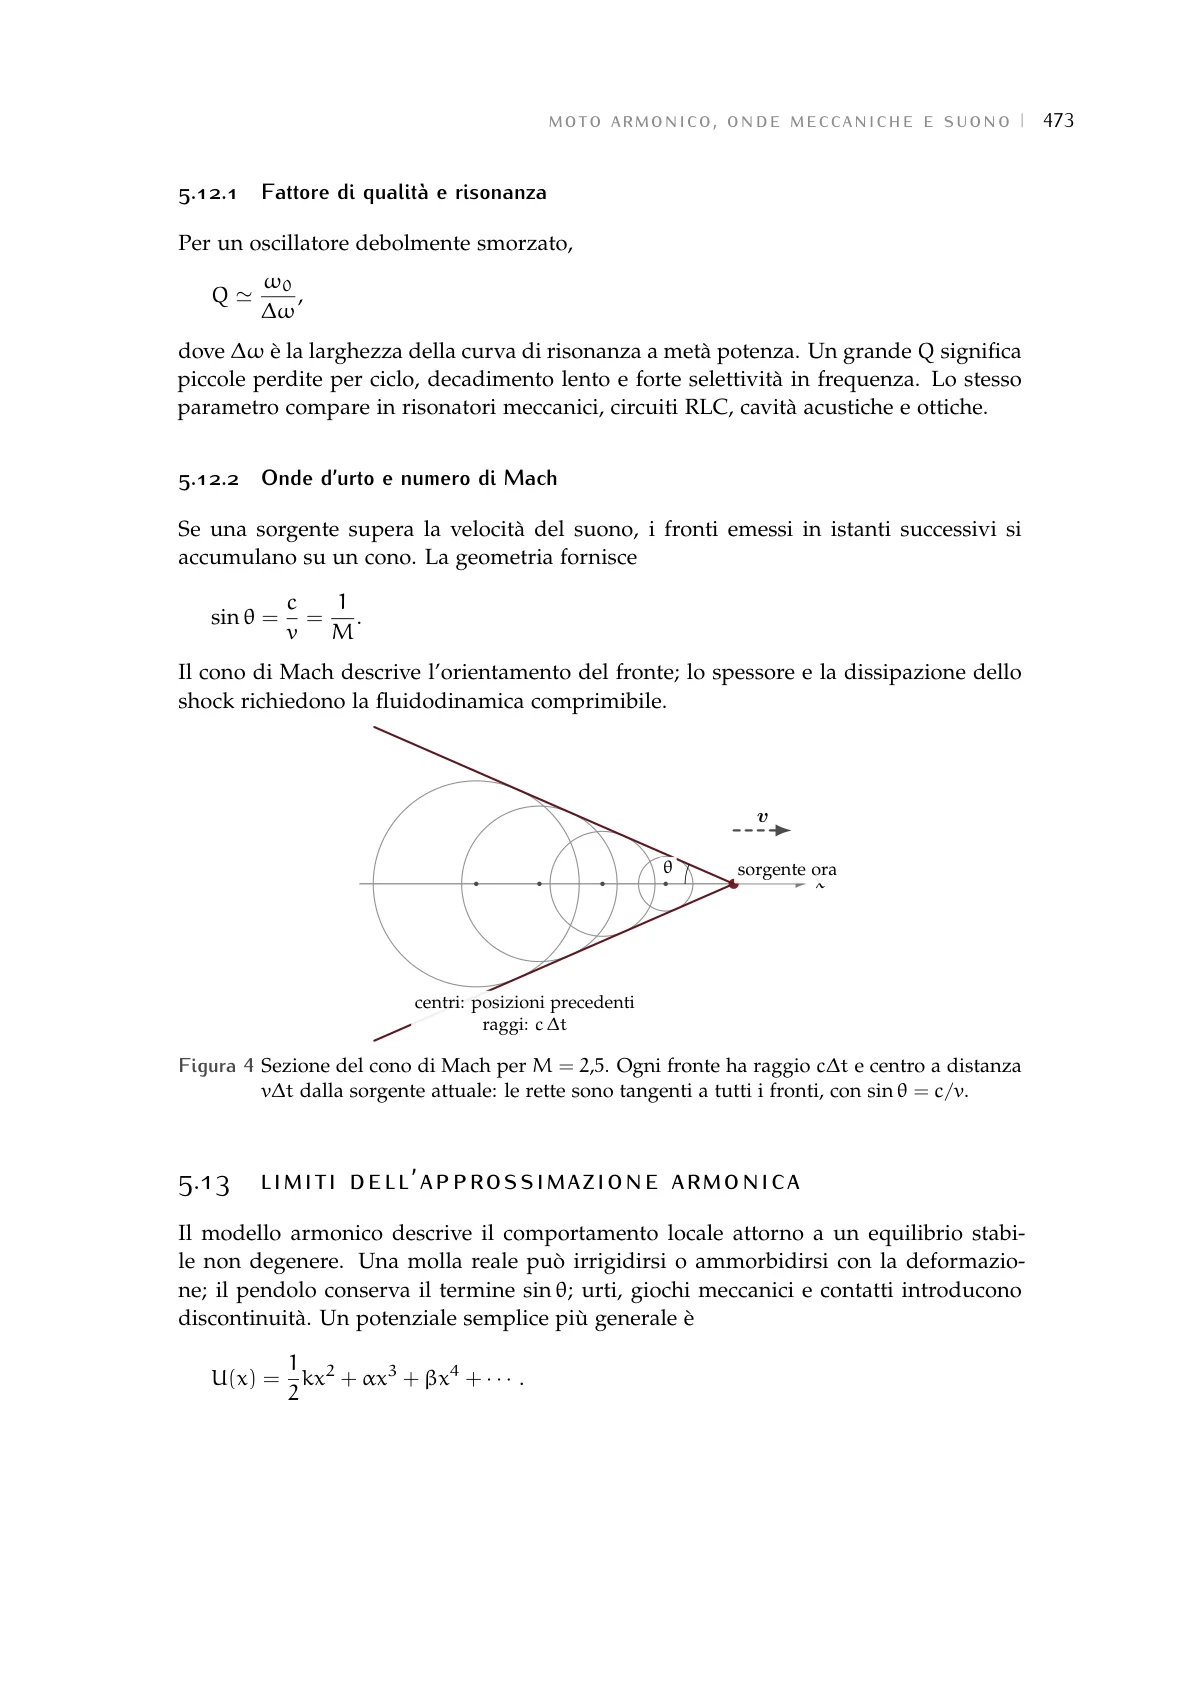 MOTO ARMONICO, ONDE MECCANICHE E SUONO | 473
5.12.1 Fattore di qualità e risonanza
Per un oscillatore debolmente smorzato,
Q ≃ ω₀/Δω,
dove Δω è la larghezza della curva di risonanza a metà potenza. Un grande Q significa
piccole perdite per ciclo, decadimento lento e forte selettività in frequenza. Lo stesso
parametro compare in risonatori meccanici, circuiti RLC, cavità acustiche e ottiche.
5.12.2 Onde d'urto e numero di Mach
Se una sorgente supera la velocità del suono, i fronti emessi in istanti successivi si
accumulano su un cono. La geometria fornisce
sin θ = c/v = 1/M.
Il cono di Mach descrive l'orientamento del fronte; lo spessore e la dissipazione dello
shock richiedono la fluidodinamica comprimibile.
v
θ
sorgente ora
centri: posizioni precedenti
raggi: c Δt
Figura 4 Sezione del cono di Mach per M = 2,5. Ogni fronte ha raggio cΔt e centro a distanza
vΔt dalla sorgente attuale: le rette sono tangenti a tutti i fronti, con sin θ = c/v.
5.13 LIMITI DELL'APPROSSIMAZIONE ARMONICA
Il modello armonico descrive il comportamento locale attorno a un equilibrio stabi-
le non degenere. Una molla reale può irrigidirsi o ammorbidirsi con la deformazio-
ne; il pendolo conserva il termine sin θ; urti, giochi meccanici e contatti introducono
discontinuità. Un potenziale semplice più generale è
U(x) = 1/2 kx² + αx³ + βx⁴ + ··· .